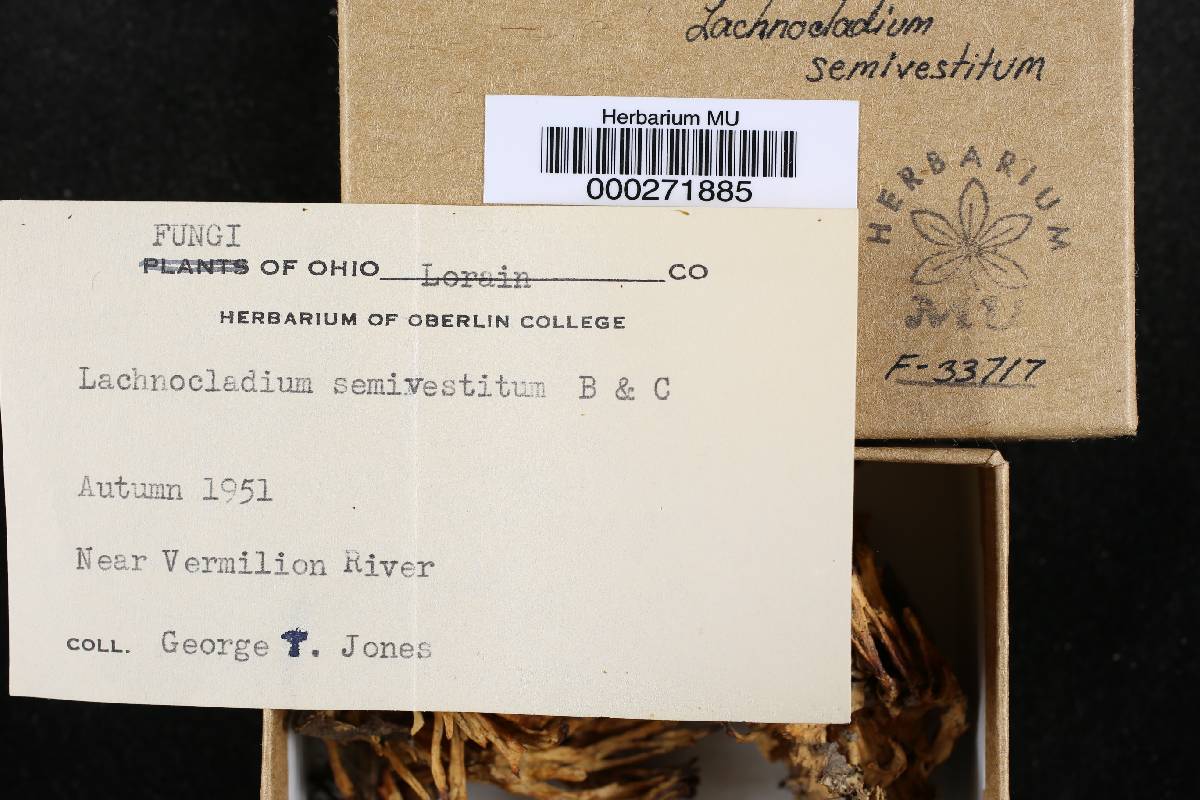 Lachnocladium
semivestitum
Herbarium MU
000271885
HERBARIUM
MU
F-33717
FUNGI
PLANTS OF OHIO Lorain CO
HERBARIUM OF OBERLIN COLLEGE
Lachnocladium semivestitum B & C
Autumn 1951
Near Vermilion River
COLL. George T. Jones